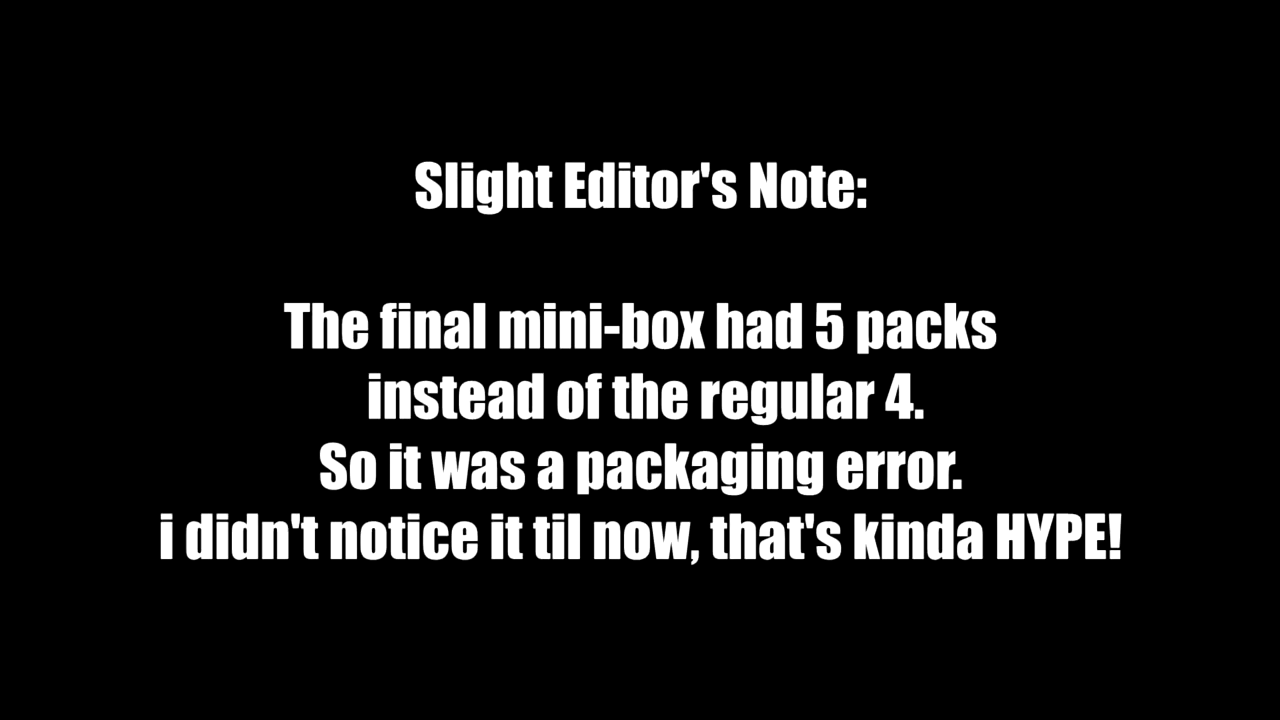 Slight Editor's Note:
The final mini-box had 5 packs
instead of the regular 4.
So it was a packaging error.
i didn't notice it til now, that's kinda HYPE!